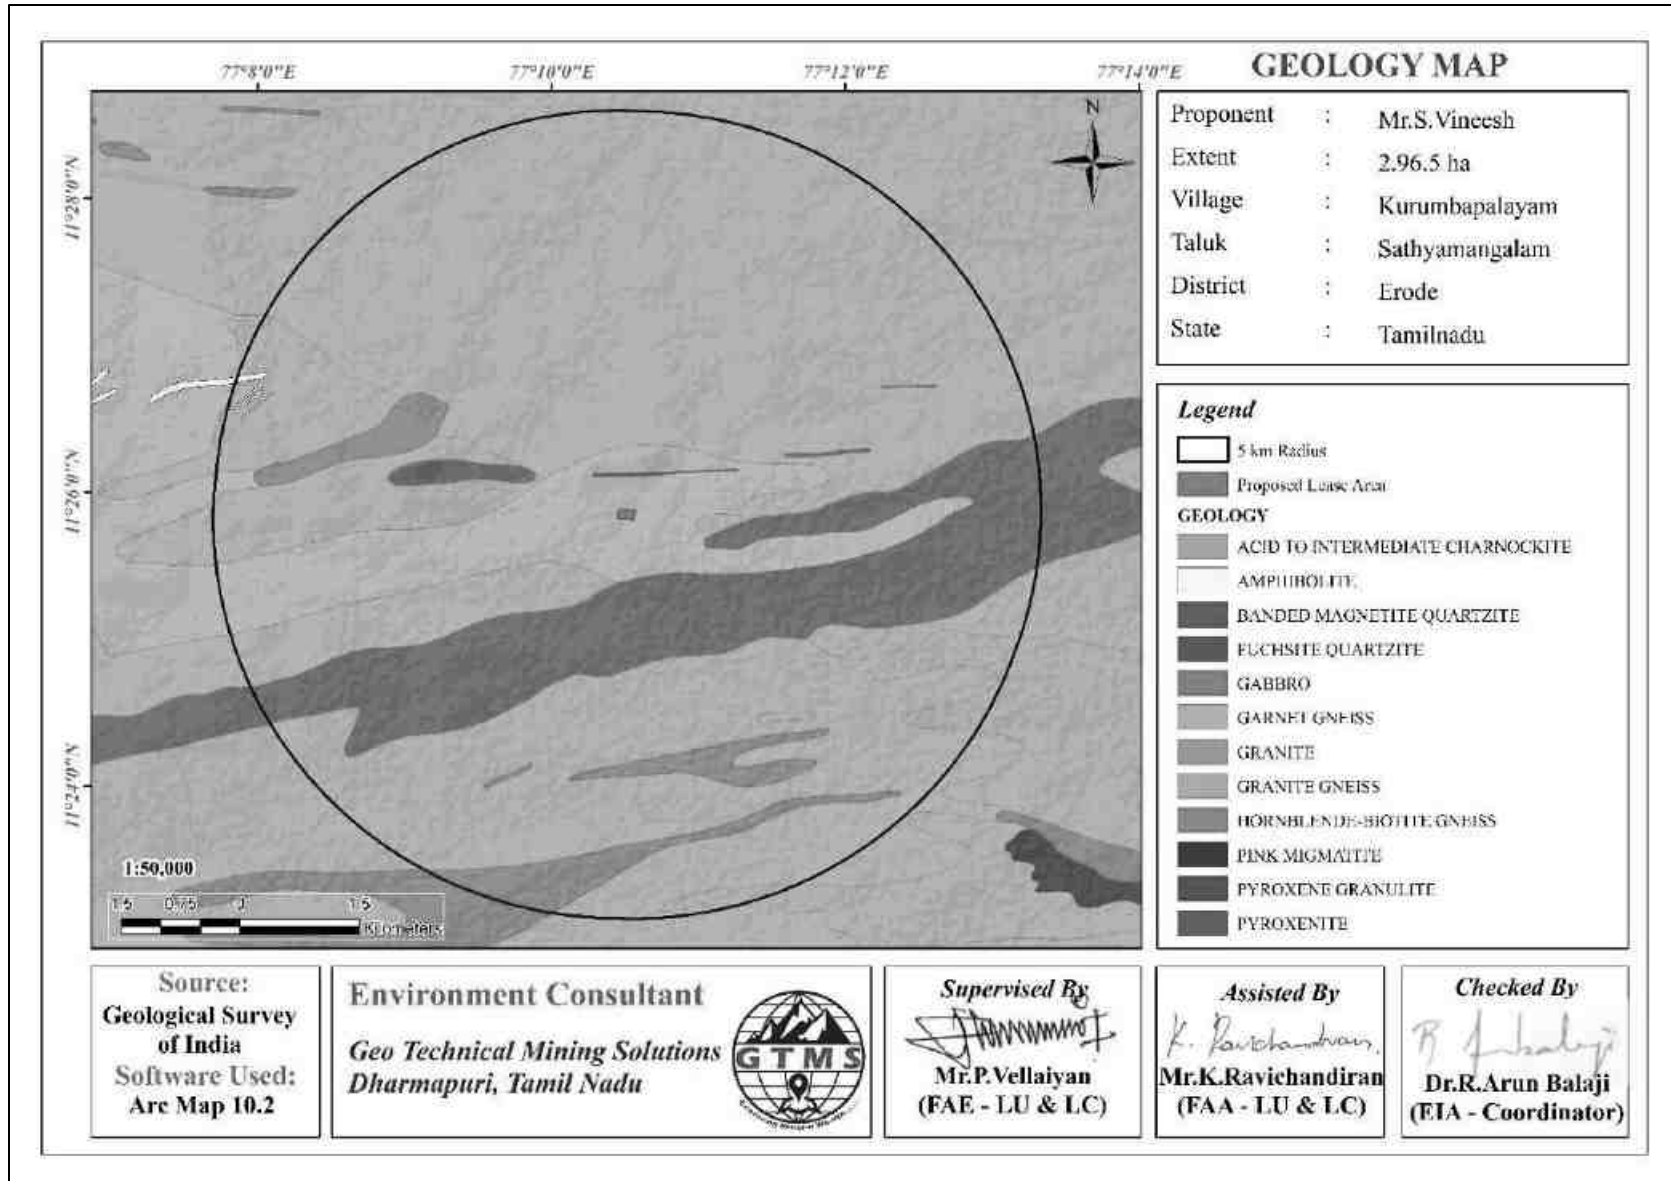 GEOLOGY MAP
77°8'0"E
77°10'0"E
77°12'0"E
77°14'0"E
11°28'0"N
11°26'0"N
11°24'0"N
N
Proponent : Mr.S.Vineesh
Extent : 2.96.5 ha
Village : Kurumbapalayam
Taluk : Sathyamangalam
District : Erode
State : Tamilnadu
Legend
5 km Radius
Proposed Lease Area
GEOLOGY
ACID TO INTERMEDIATE CHARNOCKITE
AMPHIBOLITE
BANDED MAGNETITE QUARTZITE
FUCHSITE QUARTZITE
GABBRO
GARNET GNEISS
GRANITE
GRANITE GNEISS
HORNBLENDE-BIOTITE GNEISS
PINK MIGMATITE
PYROXENE GRANULITE
PYROXENITE
1:50,000
1.5 0.75 0 1.5
Kilometers
Source:
Geological Survey
of India
Software Used:
Arc Map 10.2
Environment Consultant
Geo Technical Mining Solutions
Dharmapuri, Tamil Nadu
GTMS
Supervised By
Mr.P.Vellaiyan
(FAE - LU & LC)
Assisted By
K. Ravichandran.
Mr.K.Ravichandiran
(FAA - LU & LC)
Checked By
Dr.R.Arun Balaji
(EIA - Coordinator)